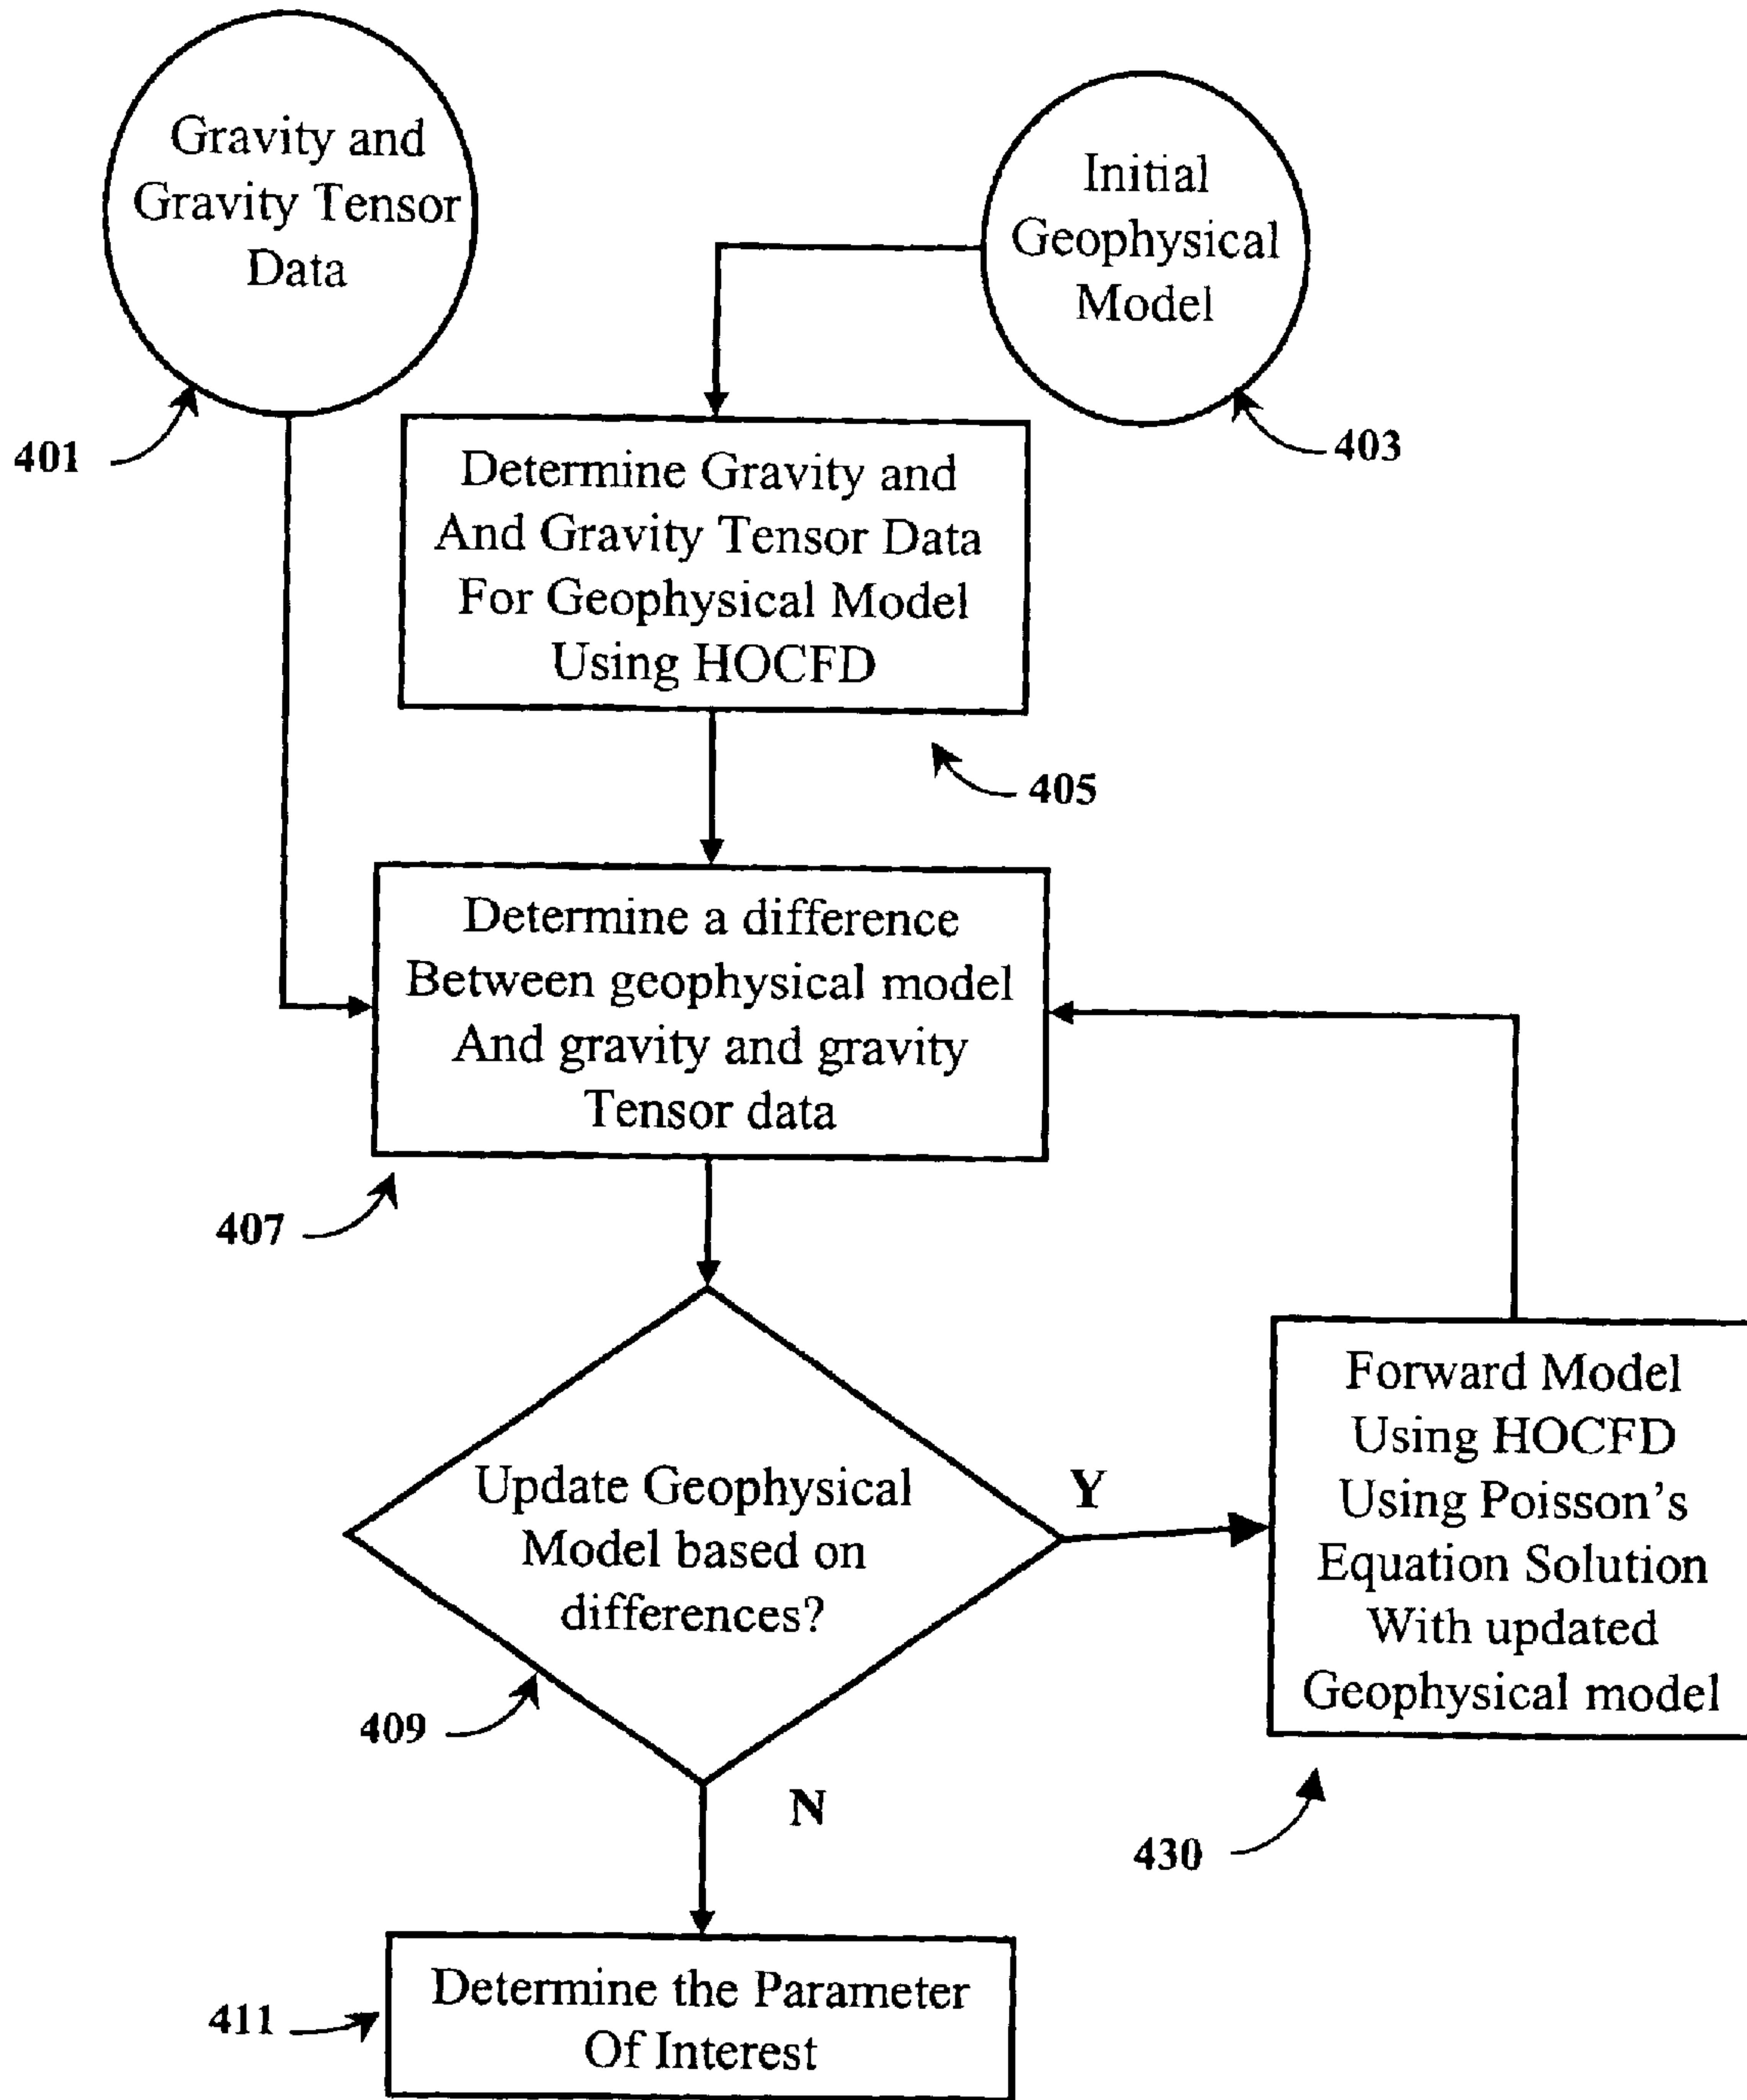 Gravity and
Gravity Tensor
Data
401
Initial
Geophysical
Model
403
Determine Gravity and
And Gravity Tensor Data
For Geophysical Model
Using HOCFD
405
Determine a difference
Between geophysical model
And gravity and gravity
Tensor data
407
Update Geophysical
Model based on
differences?
409
Y
N
Forward Model
Using HOCFD
Using Poisson's
Equation Solution
With updated
Geophysical model
430
Determine the Parameter
Of Interest
411